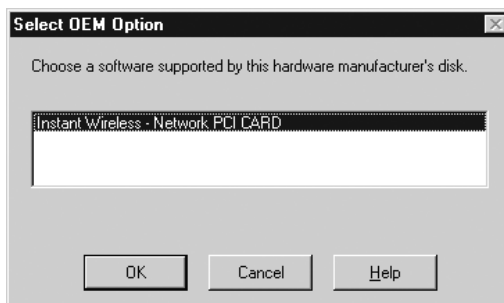 Select OEM Option
Choose a software supported by this hardware manufacturer's disk.
Instant Wireless - Network PCI CARD
OK
Cancel
Help